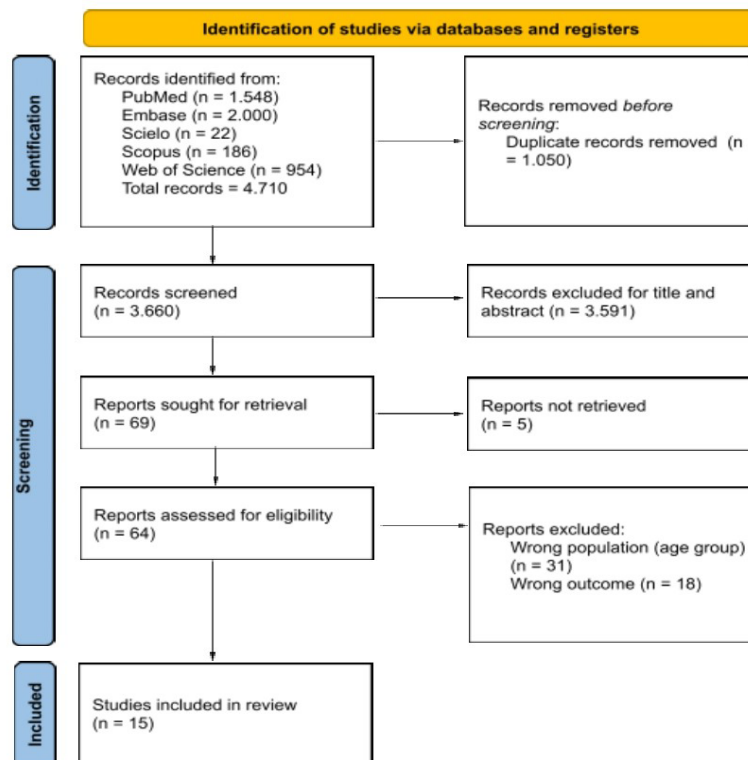 Identification of studies via databases and registers
Identification
Records identified from:
PubMed (n = 1.548)
Embase (n = 2.000)
Scielo (n = 22)
Scopus (n = 186)
Web of Science (n = 954)
Total records = 4.710
Records removed before
screening:
Duplicate records removed (n
= 1.050)
Screening
Records screened
(n = 3.660)
Records excluded for title and
abstract (n = 3.591)
Reports sought for retrieval
(n = 69)
Reports not retrieved
(n = 5)
Reports assessed for eligibility
(n = 64)
Reports excluded:
Wrong population (age group)
(n = 31)
Wrong outcome (n = 18)
Included
Studies included in review
(n = 15)